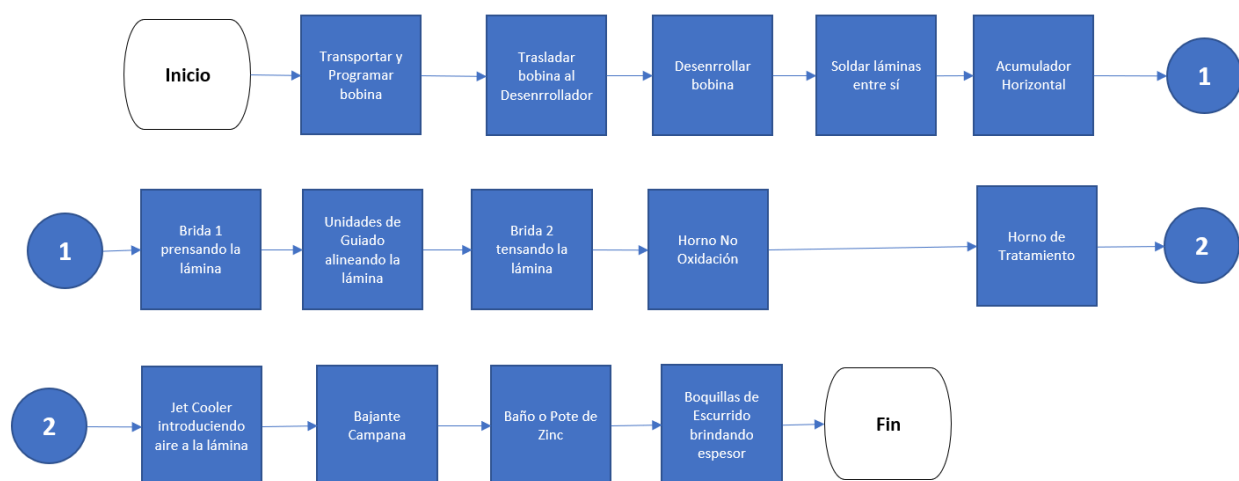 Inicio
Transportar y
Programar
bobina
Trasladar
bobina al
Desenrrollador
Desenrrollar
bobina
Soldar láminas
entre sí
Acumulador
Horizontal
1
1
Brida 1
prensando la
lámina
Unidades de
Guiado
alineando la
lámina
Brida 2
tensando la
lámina
Horno No
Oxidación
Horno de
Tratamiento
2
2
Jet Cooler
introduciendo
aire a la lámina
Bajante
Campana
Baño o Pote de
Zinc
Boquillas de
Escurrido
brindando
espesor
Fin